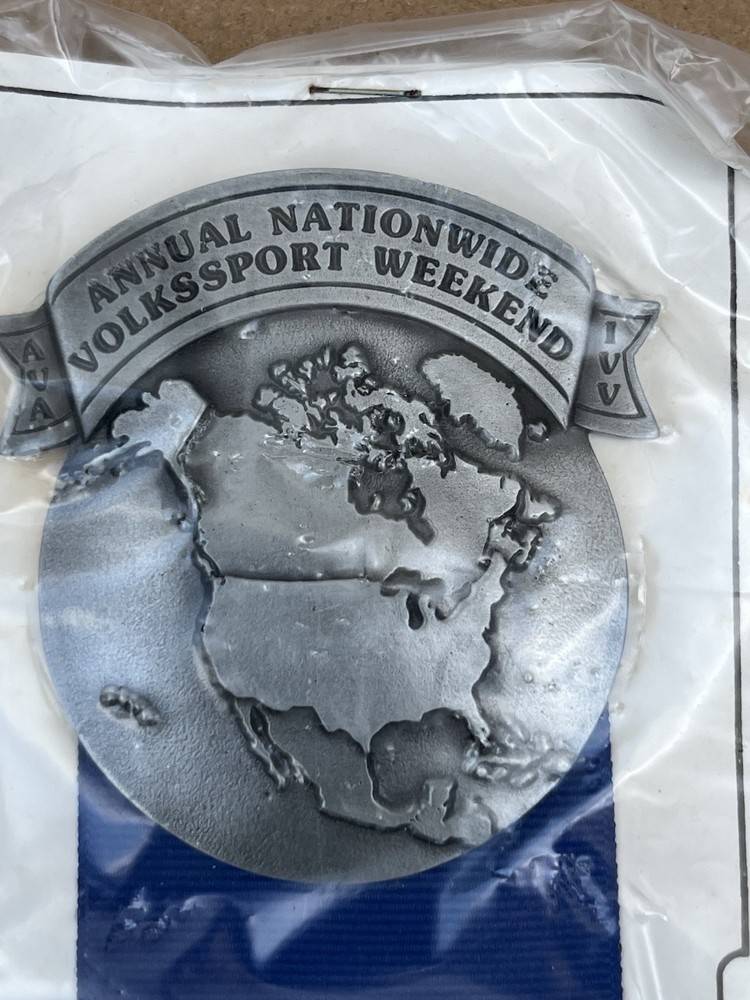 ANNUAL NATIONWIDE
VOLKSSPORT WEEKEND
AVA
IVV